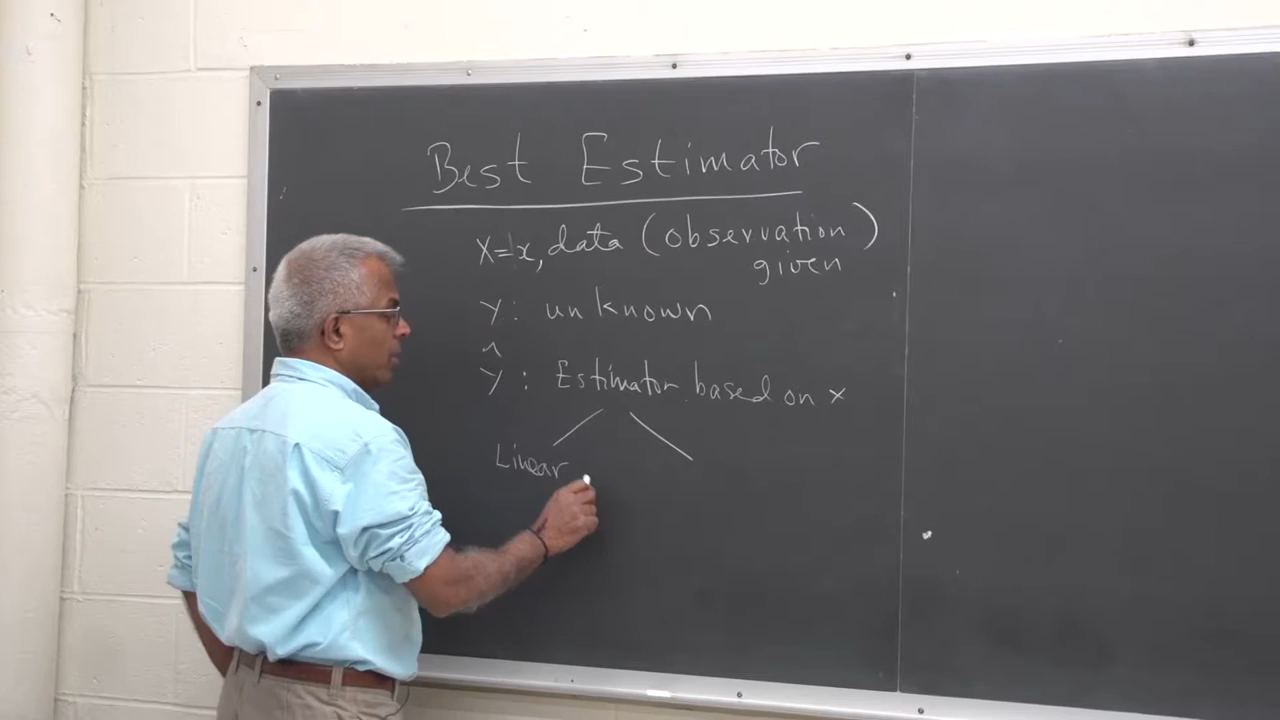 Best Estimator
X=x, data (observation)
given
Y: unknown
Ŷ: Estimator based on x
Linear